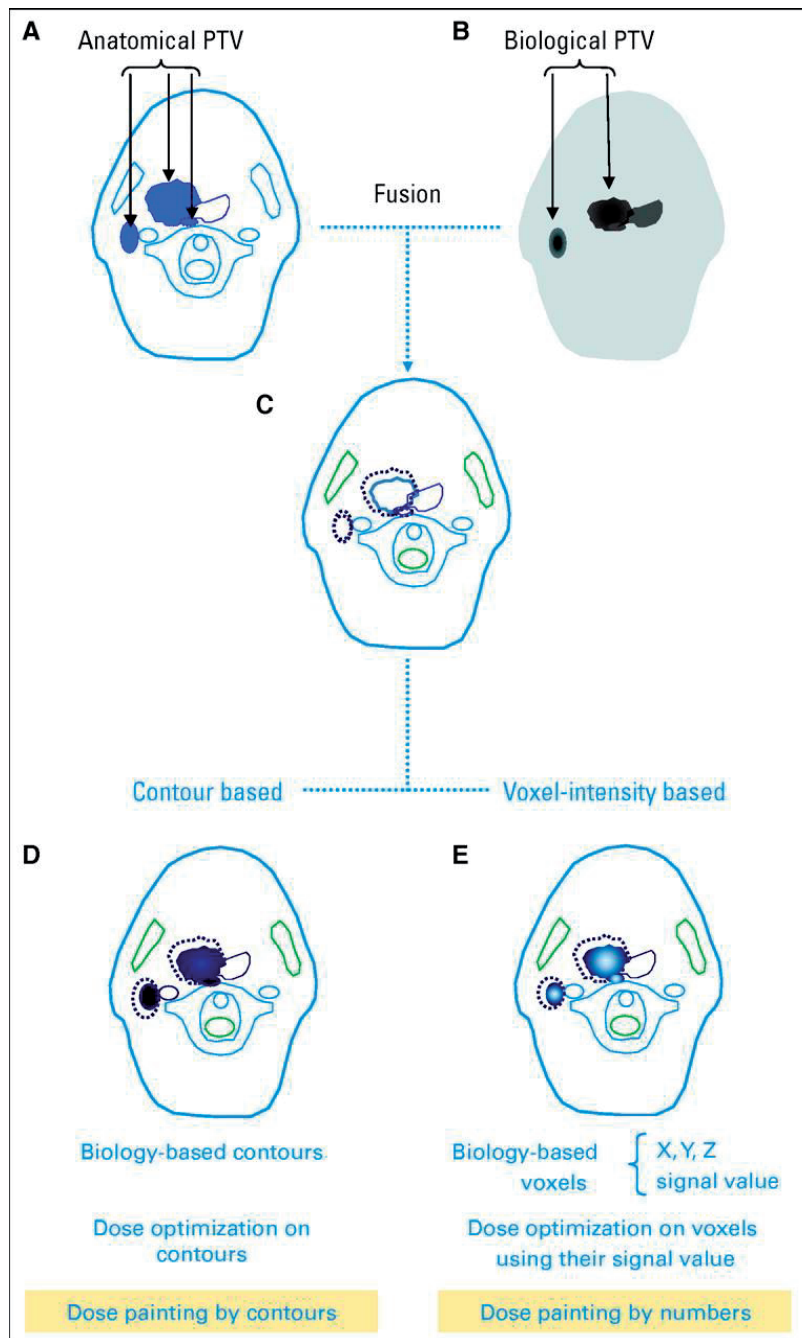 A
Anatomical PTV
B
Biological PTV
Fusion
C
Contour based
Voxel-intensity based
D
E
Biology-based contours
Biology-based
voxels
X, Y, Z
signal value
Dose optimization on
contours
Dose optimization on voxels
using their signal value
Dose painting by contours
Dose painting by numbers